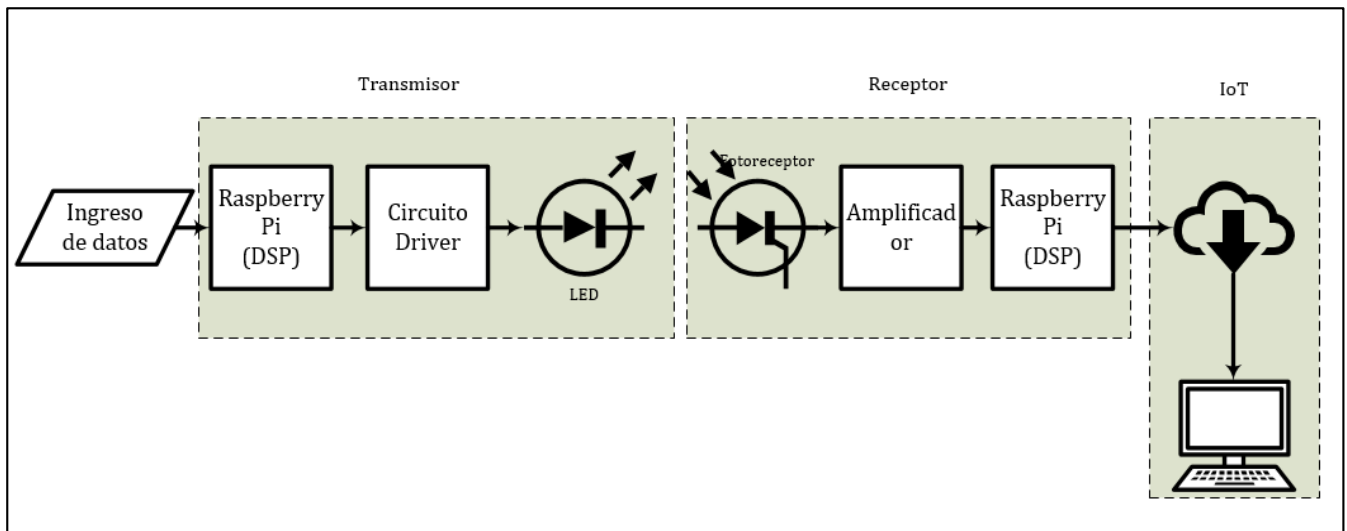 Transmisor
Receptor
IoT
Ingreso
de datos
Raspberry
Pi
(DSP)
Circuito
Driver
LED
Fotoreceptor
Amplificad
or
Raspberry
Pi
(DSP)